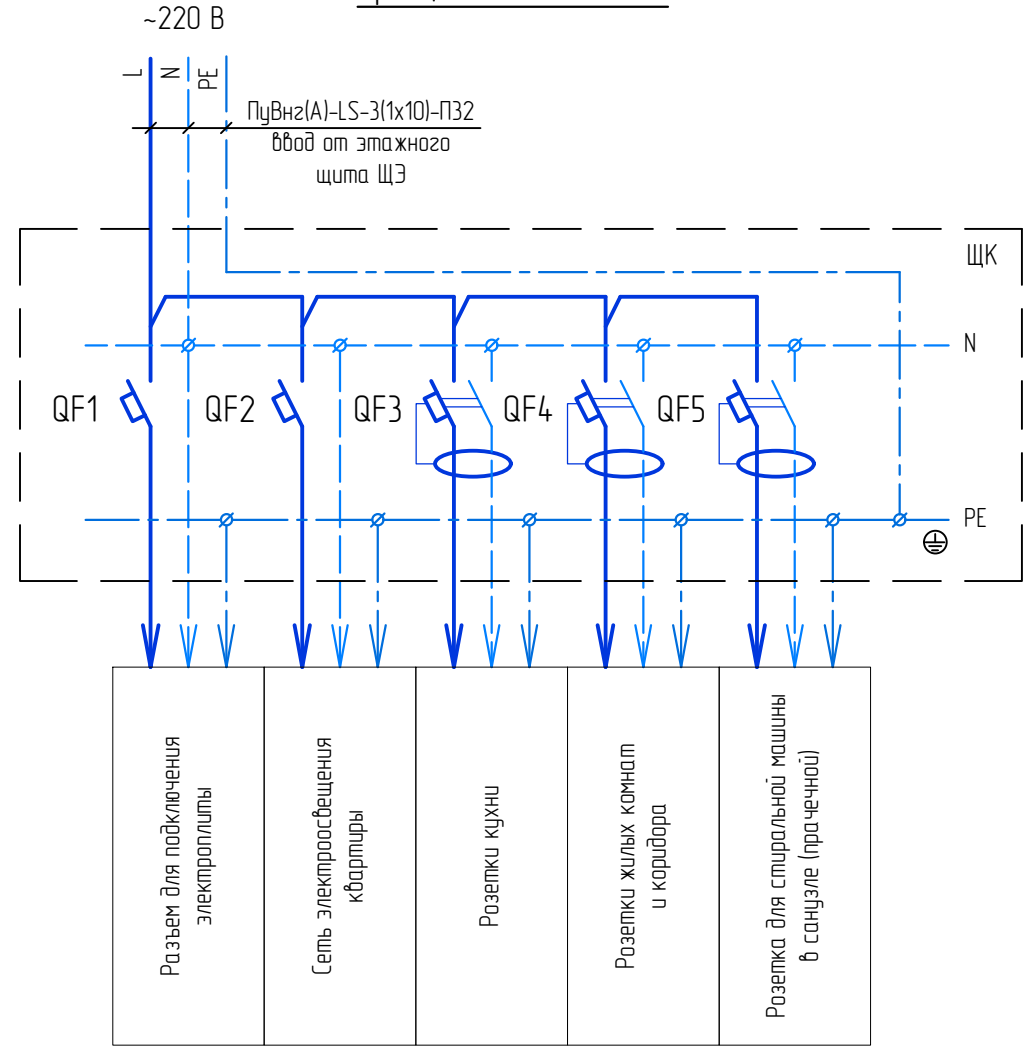 ~220 В
L
N
PE
ПуВнг(А)-LS-3(1х10)-П32
ввод от этажного
щита ЩЭ
ЩК
N
QF1
QF2
QF3
QF4
QF5
PE
Разъем для подключения
электроплиты
Сеть электроосвещения
квартиры
Розетки кухни
Розетки жилых комнат
и коридора
Розетка для стиральной машины
в санузле (прачечной)